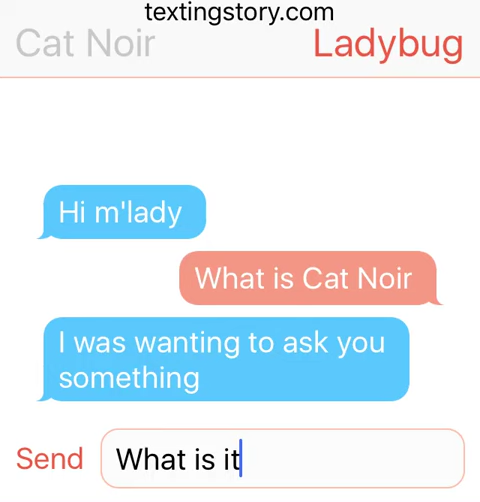 textingstory.com
Cat Noir
Ladybug
Hi m'lady
What is Cat Noir
I was wanting to ask you
something
Send
What is it